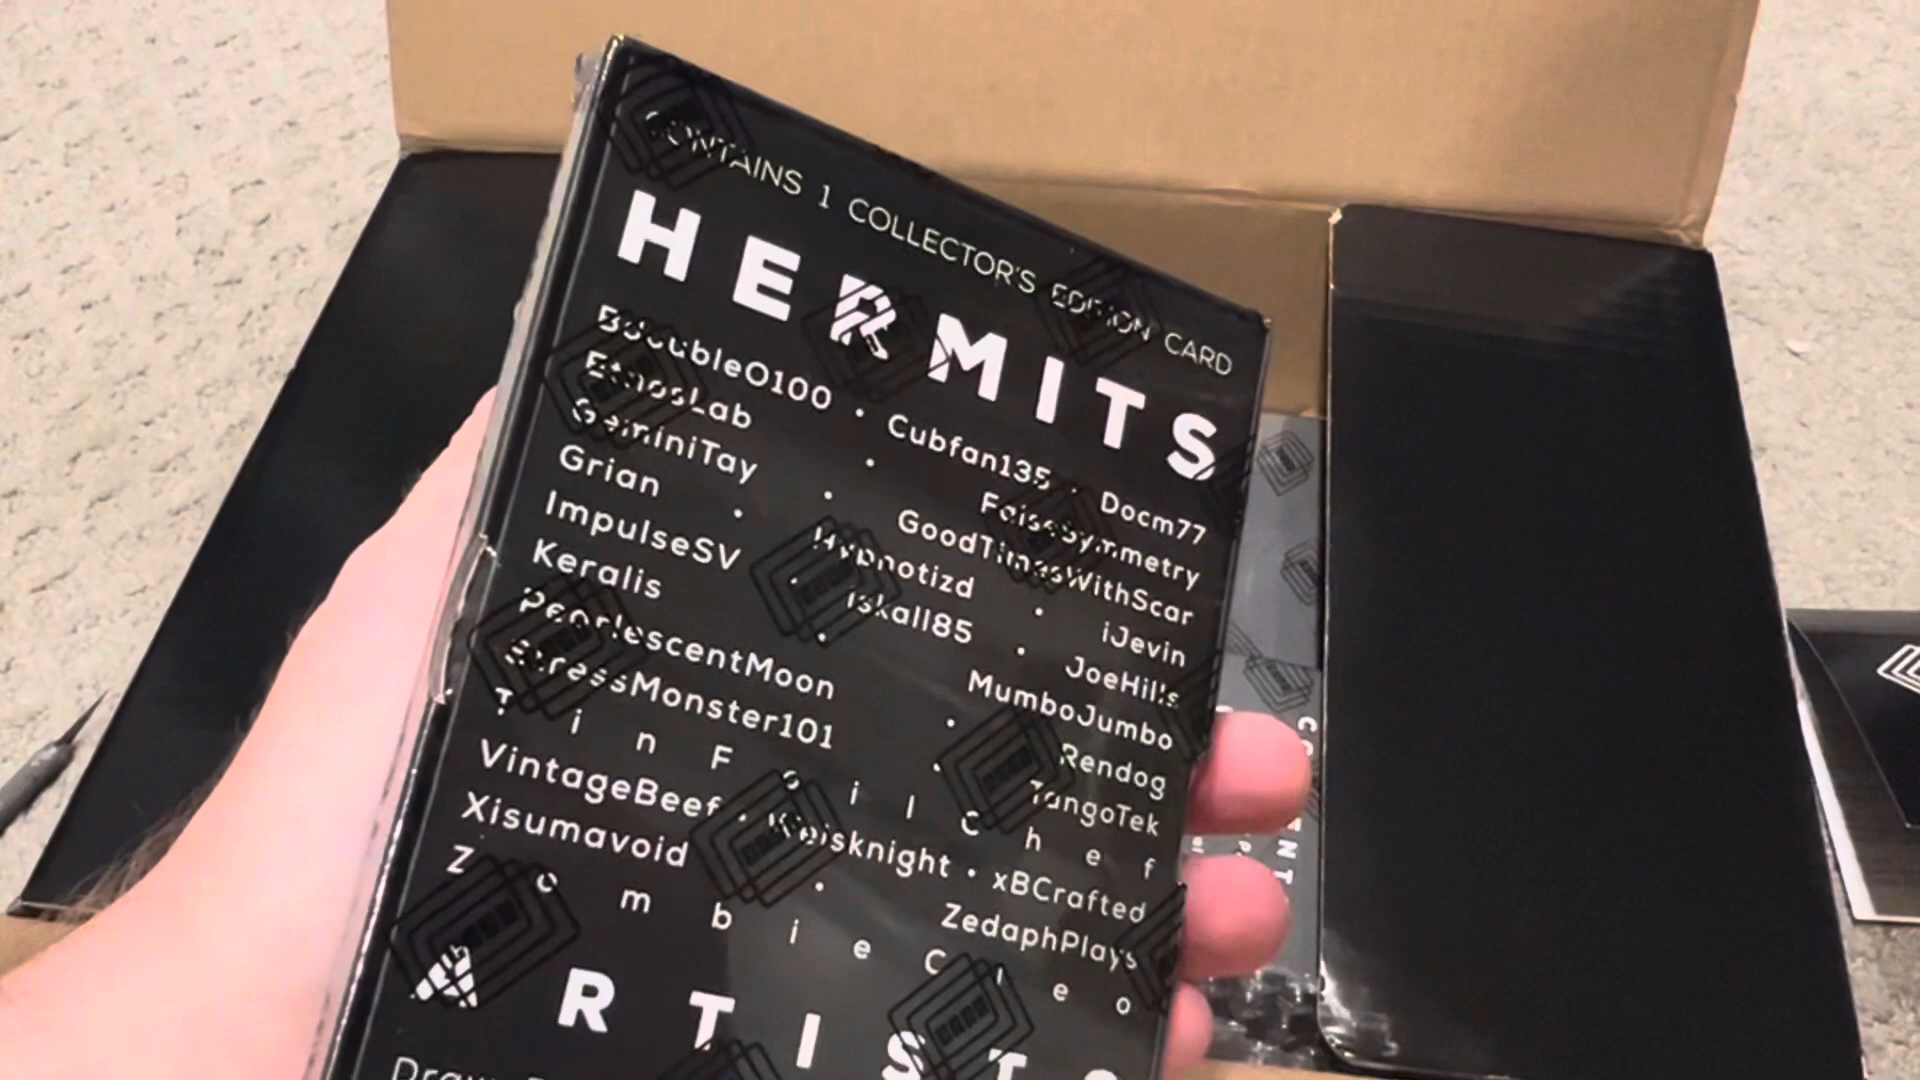 CONTAINS 1 COLLECTOR'S EDITION CARD
HERMITS
BdoubleO100 • Cubfan135 • Docm77
EthosLab • FalseSymmetry
GeminiTay • GoodTimesWithScar
Grian • Hypnotizd • iJevin
ImpulseSV • iskall85 • JoeHills
Keralis • MumboJumbo
PearlescentMoon • Rendog
StressMonster101 • TangoTek
TinFoilChef
VintageBeef • Welsknight • xBCrafted
Xisumavoid • ZedaphPlays
ZombieCleo
ARTISTS